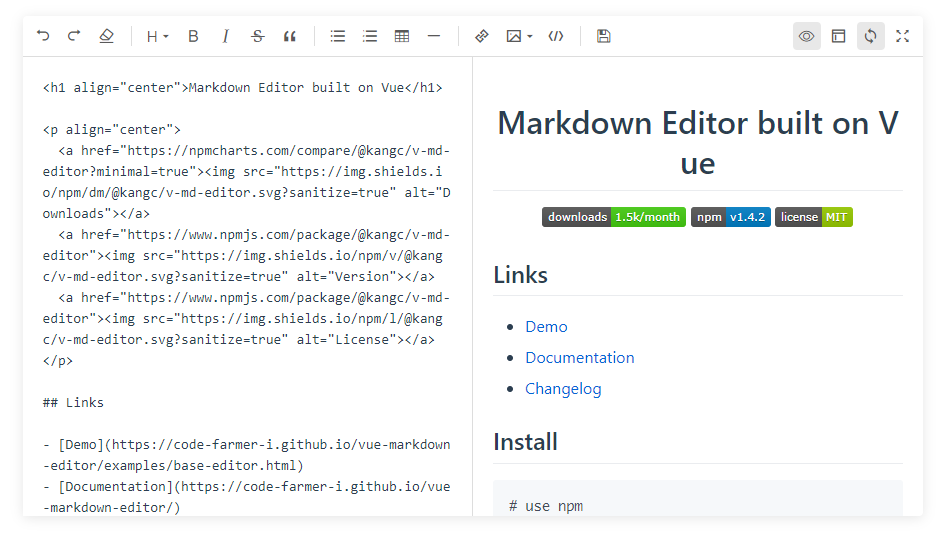 H B I S “
<h1 align="center">Markdown Editor built on Vue</h1>
<p align="center">
  <a href="https://npmcharts.com/compare/@kangc/v-md-
editor?minimal=true"><img src="https://img.shields.i
o/npm/dm/@kangc/v-md-editor.svg?sanitize=true" alt="D
ownloads"></a>
  <a href="https://www.npmjs.com/package/@kangc/v-md-
editor"><img src="https://img.shields.io/npm/v/@kang
c/v-md-editor.svg?sanitize=true" alt="Version"></a>
  <a href="https://www.npmjs.com/package/@kangc/v-md-
editor"><img src="https://img.shields.io/npm/l/@kang
c/v-md-editor.svg?sanitize=true" alt="License"></a>
</p>
## Links
- [Demo](https://code-farmer-i.github.io/vue-markdown
-editor/examples/base-editor.html)
- [Documentation](https://code-farmer-i.github.io/vue
-markdown-editor/)
Markdown Editor built on V
ue
downloads 1.5k/month npm v1.4.2 license MIT
Links
• Demo
• Documentation
• Changelog
Install
# use npm